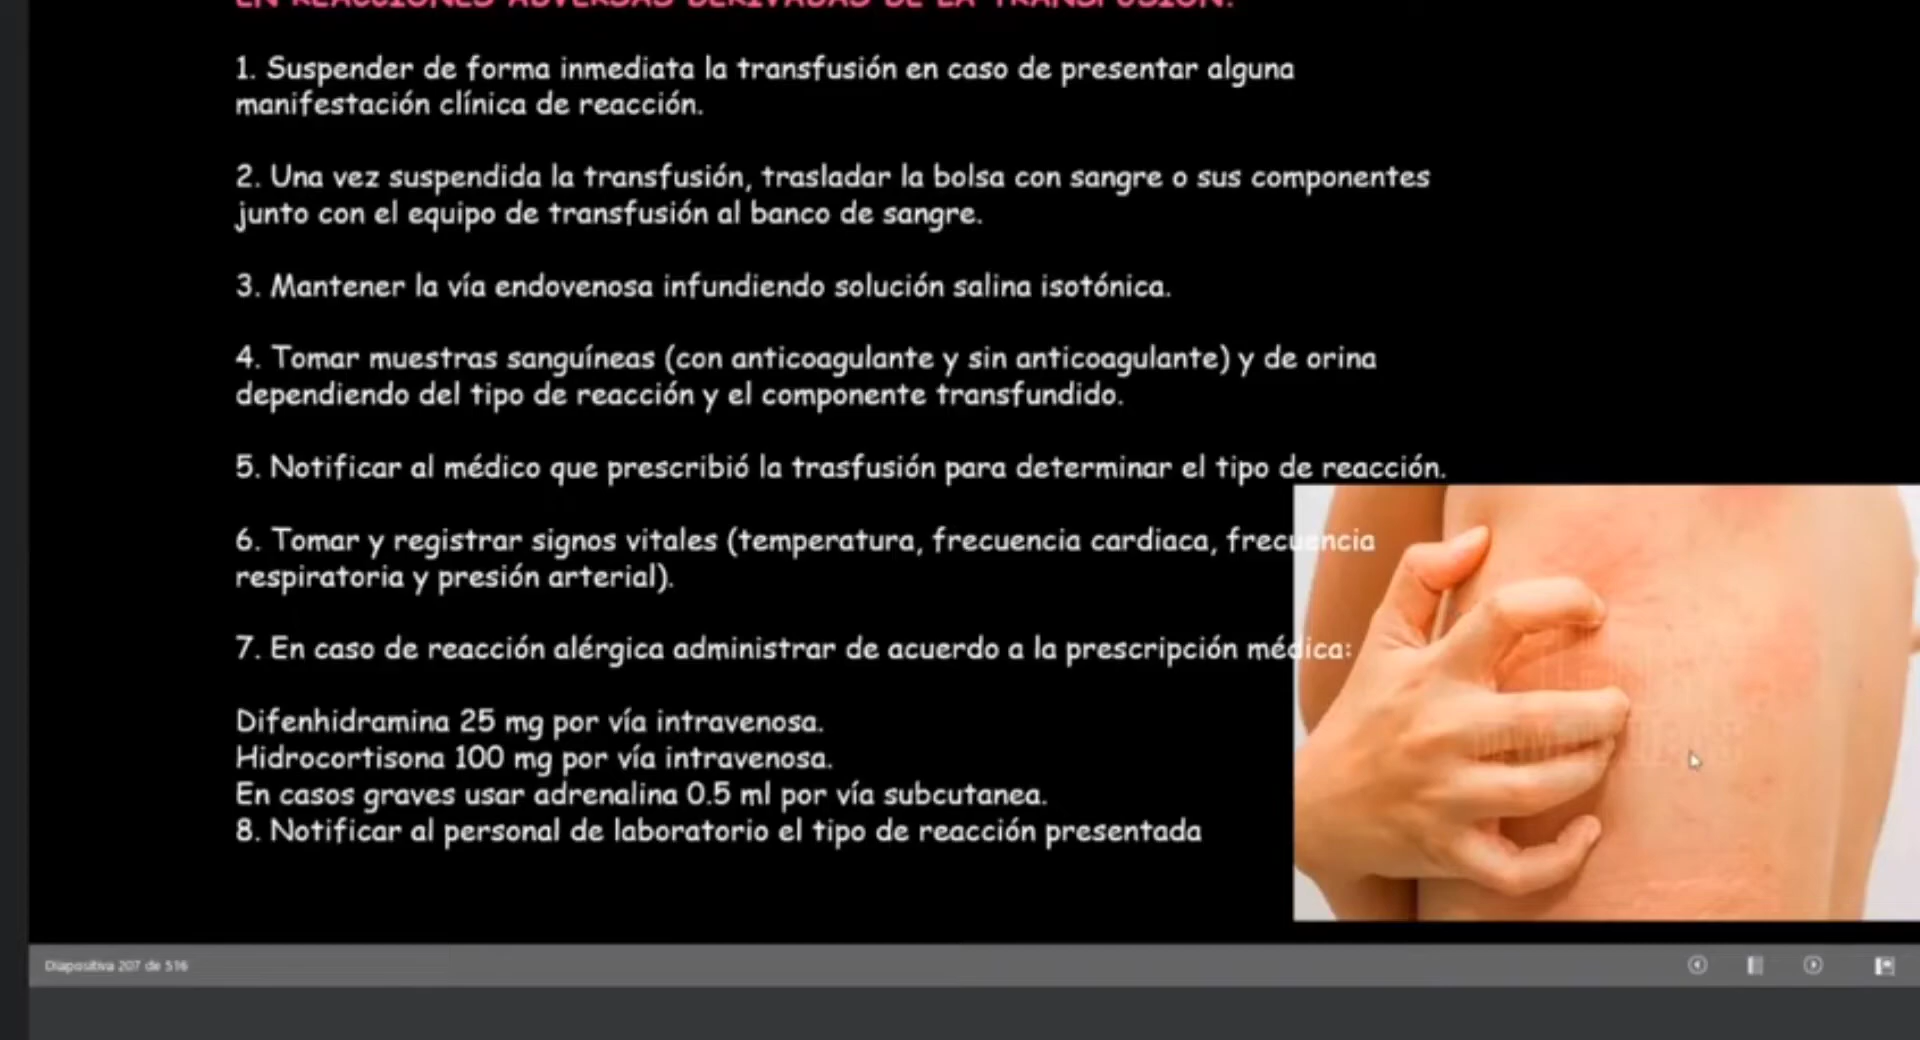 EN REACCIONES ADVERSAS DERIVADAS DE LA TRANSFUSIÓN:
1. Suspender de forma inmediata la transfusión en caso de presentar alguna
manifestación clínica de reacción.
2. Una vez suspendida la transfusión, trasladar la bolsa con sangre o sus componentes
junto con el equipo de transfusión al banco de sangre.
3. Mantener la vía endovenosa infundiendo solución salina isotónica.
4. Tomar muestras sanguíneas (con anticoagulante y sin anticoagulante) y de orina
dependiendo del tipo de reacción y el componente transfundido.
5. Notificar al médico que prescribió la trasfusión para determinar el tipo de reacción.
6. Tomar y registrar signos vitales (temperatura, frecuencia cardiaca, frecuencia
respiratoria y presión arterial).
7. En caso de reacción alérgica administrar de acuerdo a la prescripción médica:
Difenhidramina 25 mg por vía intravenosa.
Hidrocortisona 100 mg por vía intravenosa.
En casos graves usar adrenalina 0.5 ml por vía subcutanea.
8. Notificar al personal de laboratorio el tipo de reacción presentada
Diapositiva 207 de 516